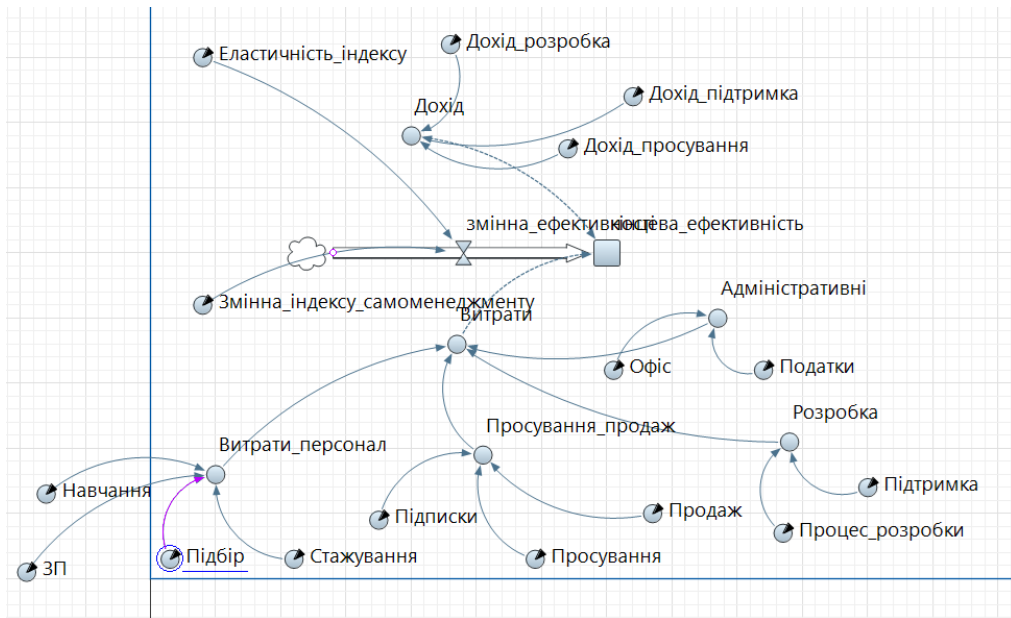 Дохід_розробка
Еластичність_індексу
Дохід_підтримка
Дохід
Дохід_просування
змінна_ефективності
кінцева_ефективність
Адміністративні
Змінна_індексу_самоменеджменту
Витрати
Офіс
Податки
Розробка
Просування_продаж
Витрати_персонал
Навчання
Підтримка
Підписки
Продаж
Процес_розробки
Підбір
Стажування
Просування
ЗП